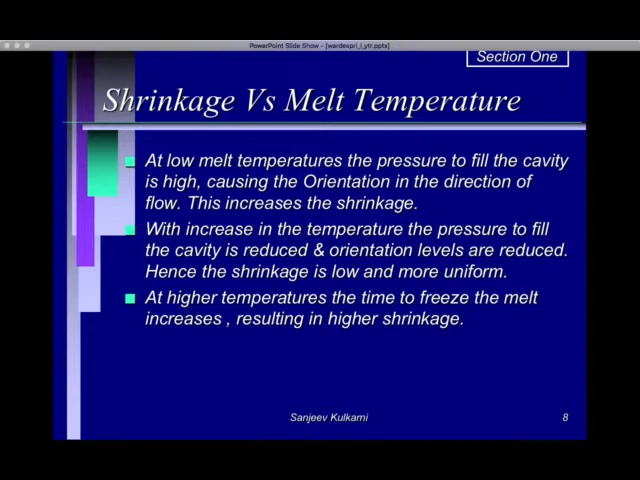 PowerPoint Slide Show - [wardespri_i_ytr.pptx]
Section One
Shrinkage Vs Melt Temperature
At low melt temperatures the pressure to fill the cavity
is high, causing the Orientation in the direction of
flow. This increases the shrinkage.
With increase in the temperature the pressure to fill
the cavity is reduced & orientation levels are reduced.
Hence the shrinkage is low and more uniform.
At higher temperatures the time to freeze the melt
increases , resulting in higher shrinkage.
Sanjeev Kulkarni
8